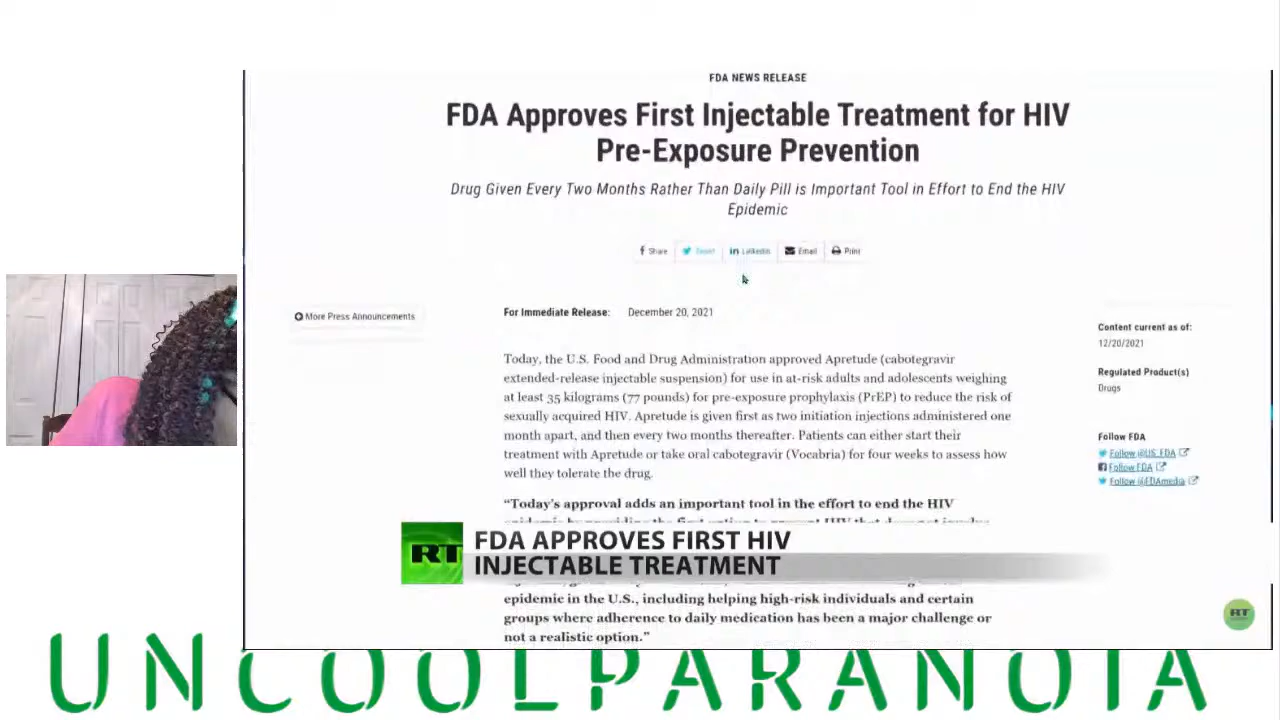 FDA NEWS RELEASE
FDA Approves First Injectable Treatment for HIV
Pre-Exposure Prevention
Drug Given Every Two Months Rather Than Daily Pill is Important Tool in Effort to End the HIV
Epidemic
Share Tweet Linkedin Email Print
More Press Announcements
For Immediate Release: December 20, 2021
Today, the U.S. Food and Drug Administration approved Apretude (cabotegravir
extended-release injectable suspension) for use in at-risk adults and adolescents weighing
at least 35 kilograms (77 pounds) for pre-exposure prophylaxis (PrEP) to reduce the risk of
sexually acquired HIV. Apretude is given first as two initiation injections administered one
month apart, and then every two months thereafter. Patients can either start their
treatment with Apretude or take oral cabotegravir (Vocabria) for four weeks to assess how
well they tolerate the drug.
“Today’s approval adds an important tool in the effort to end the HIV
epidemic in the U.S., including helping high-risk individuals and certain
groups where adherence to daily medication has been a major challenge or
not a realistic option.”
Content current as of:
12/20/2021
Regulated Product(s)
Drugs
Follow FDA
Follow @US_FDA
Follow FDA
Follow @FDAmedia
RT
FDA APPROVES FIRST HIV
INJECTABLE TREATMENT
RT
UNCOOLPARANOIA